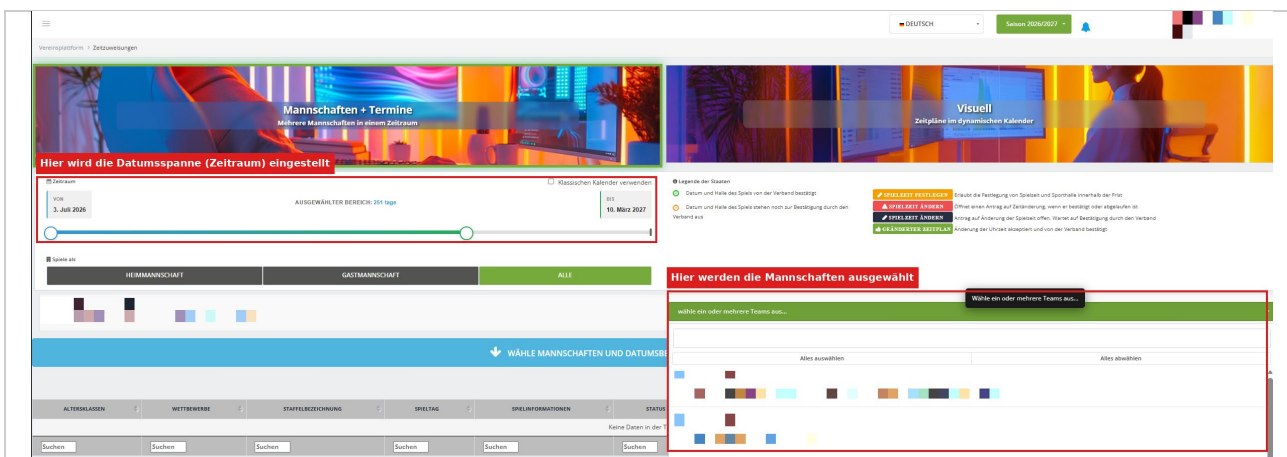 DEUTSCH
Saison 2026/2027
Vereinsplattform > Zeitzuweisungen
Mannschaften + Termine
Mehrere Mannschaften in einem Zeitraum
Visuell
Zeitpläne im dynamischen Kalender
Hier wird die Datumsspanne (Zeitraum) eingestellt
Zeitraum
Klassischen Kalender verwenden
VON
3. Juli 2026
AUSGEWÄHLTER BEREICH: 251 tage
BIS
10. März 2027
Legende der Staaten
Datum und Halle des Spiels von der Verband bestätigt
Datum und Halle des Spiels stehen noch zur Bestätigung durch den
Verband aus
SPIELZEIT FESTLEGEN Erlaubt die Festlegung von Spielzeit und Sporthalle innerhalb der Frist
SPIELZEIT ÄNDERN Öffnet einen Antrag auf Zeitänderung, wenn er bestätigt oder abgelaufen ist
SPIELZEIT ÄNDERN Antrag auf Änderung der Spielzeit offen. Wartet auf Bestätigung durch den Verband
GEÄNDERTER ZEITPLAN Änderung der Uhrzeit akzeptiert und von der Verband bestätigt
Spiele als
HEIMMANNSCHAFT
GASTMANNSCHAFT
ALLE
Hier werden die Mannschaften ausgewählt
Wähle ein oder mehrere Teams aus...
wähle ein oder mehrere Teams aus...
Alles auswählen
Alles abwählen
WÄHLE MANNSCHAFTEN UND DATUMSBE
ALTERSKLASSEN
WETTBEWERBE
STAFFELBEZEICHNUNG
SPIELTAG
SPIELINFORMATIONEN
STATUS
Keine Daten in der T
Suchen
Suchen
Suchen
Suchen
Suchen
Suchen